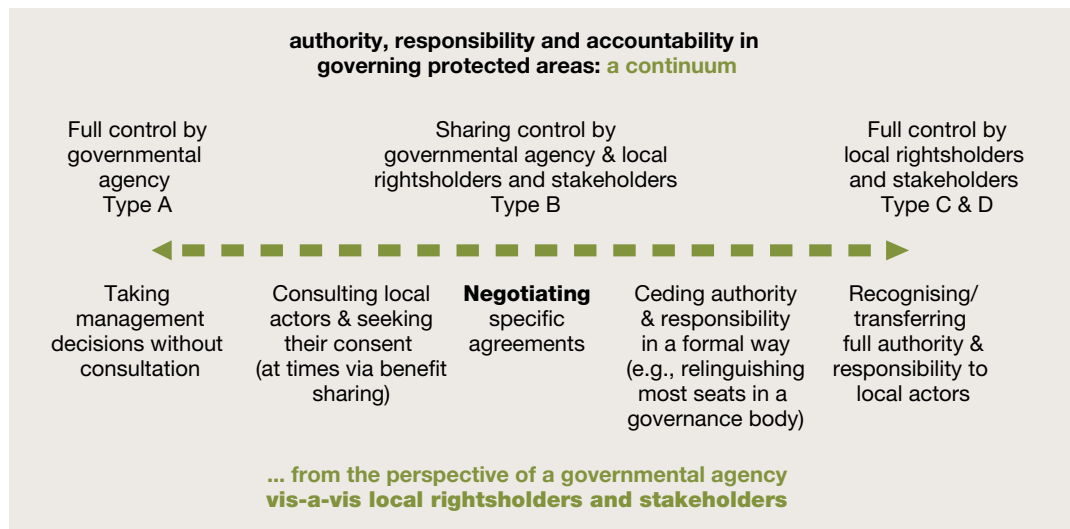 authority, responsibility and accountability in
governing protected areas: a continuum
Full control by
governmental
agency
Type A
Sharing control by
governmental agency & local
rightsholders and stakeholders
Type B
Full control by
local rightsholders
and stakeholders
Type C & D
Taking
management
decisions without
consultation
Consulting local
actors & seeking
their consent
(at times via benefit
sharing)
Negotiating
specific
agreements
Ceding authority
& responsibility
in a formal way
(e.g., relinguishing
most seats in a
governance body)
Recognising/
transferring
full authority &
responsibility to
local actors
... from the perspective of a governmental agency
vis-a-vis local rightsholders and stakeholders